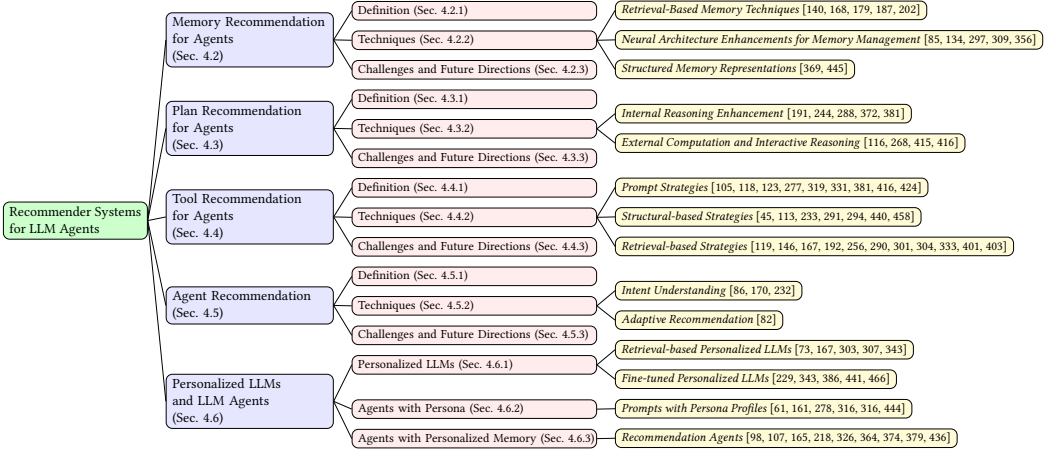 Recommender Systems
for LLM Agents
Memory Recommendation
for Agents
(Sec. 4.2)
Definition (Sec. 4.2.1)
Techniques (Sec. 4.2.2)
Retrieval-Based Memory Techniques [140, 168, 179, 187, 202]
Neural Architecture Enhancements for Memory Management [85, 134, 297, 309, 356]
Structured Memory Representations [369, 445]
Challenges and Future Directions (Sec. 4.2.3)
Plan Recommendation
for Agents
(Sec. 4.3)
Definition (Sec. 4.3.1)
Techniques (Sec. 4.3.2)
Internal Reasoning Enhancement [191, 244, 288, 372, 381]
External Computation and Interactive Reasoning [116, 268, 415, 416]
Challenges and Future Directions (Sec. 4.3.3)
Tool Recommendation
for Agents
(Sec. 4.4)
Definition (Sec. 4.4.1)
Techniques (Sec. 4.4.2)
Prompt Strategies [105, 118, 123, 277, 319, 331, 381, 416, 424]
Structural-based Strategies [45, 113, 233, 291, 294, 440, 458]
Retrieval-based Strategies [119, 146, 167, 192, 256, 290, 301, 304, 333, 401, 403]
Challenges and Future Directions (Sec. 4.4.3)
Agent Recommendation
(Sec. 4.5)
Definition (Sec. 4.5.1)
Techniques (Sec. 4.5.2)
Intent Understanding [86, 170, 232]
Adaptive Recommendation [82]
Challenges and Future Directions (Sec. 4.5.3)
Personalized LLMs
and LLM Agents
(Sec. 4.6)
Personalized LLMs (Sec. 4.6.1)
Retrieval-based Personalized LLMs [73, 167, 303, 307, 343]
Fine-tuned Personalized LLMs [229, 343, 386, 441, 466]
Agents with Persona (Sec. 4.6.2)
Prompts with Persona Profiles [61, 161, 278, 316, 316, 444]
Agents with Personalized Memory (Sec. 4.6.3)
Recommendation Agents [98, 107, 165, 218, 326, 364, 374, 379, 436]